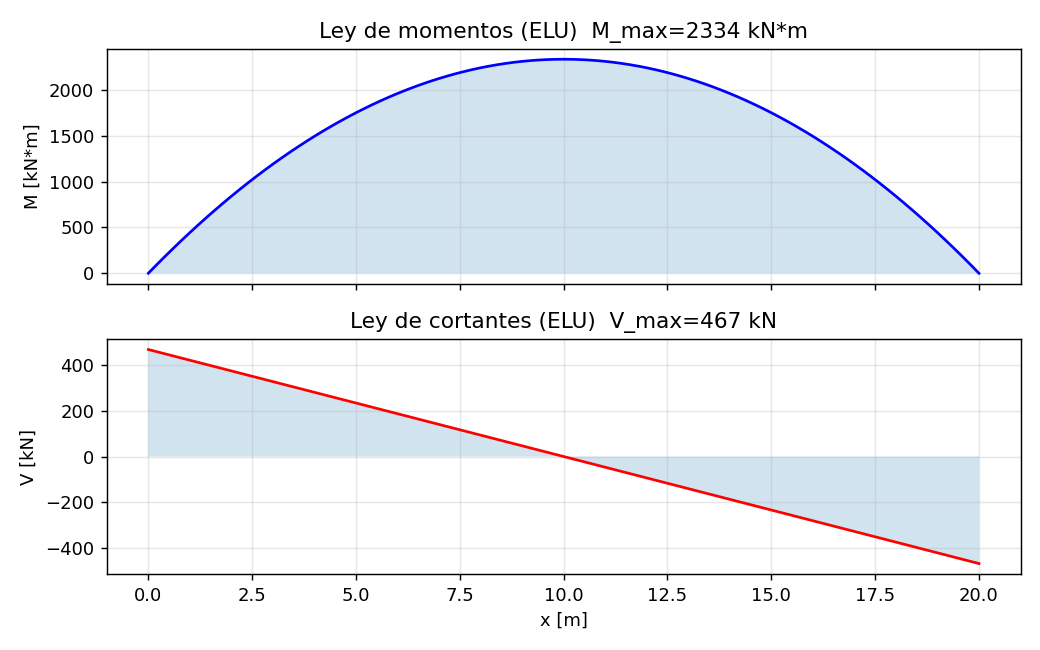 Ley de momentos (ELU)  M_max=2334 kN*m
M [kN*m]
2000
1500
1000
500
0
Ley de cortantes (ELU)  V_max=467 kN
V [kN]
400
200
0
−200
−400
0.0 2.5 5.0 7.5 10.0 12.5 15.0 17.5 20.0
x [m]